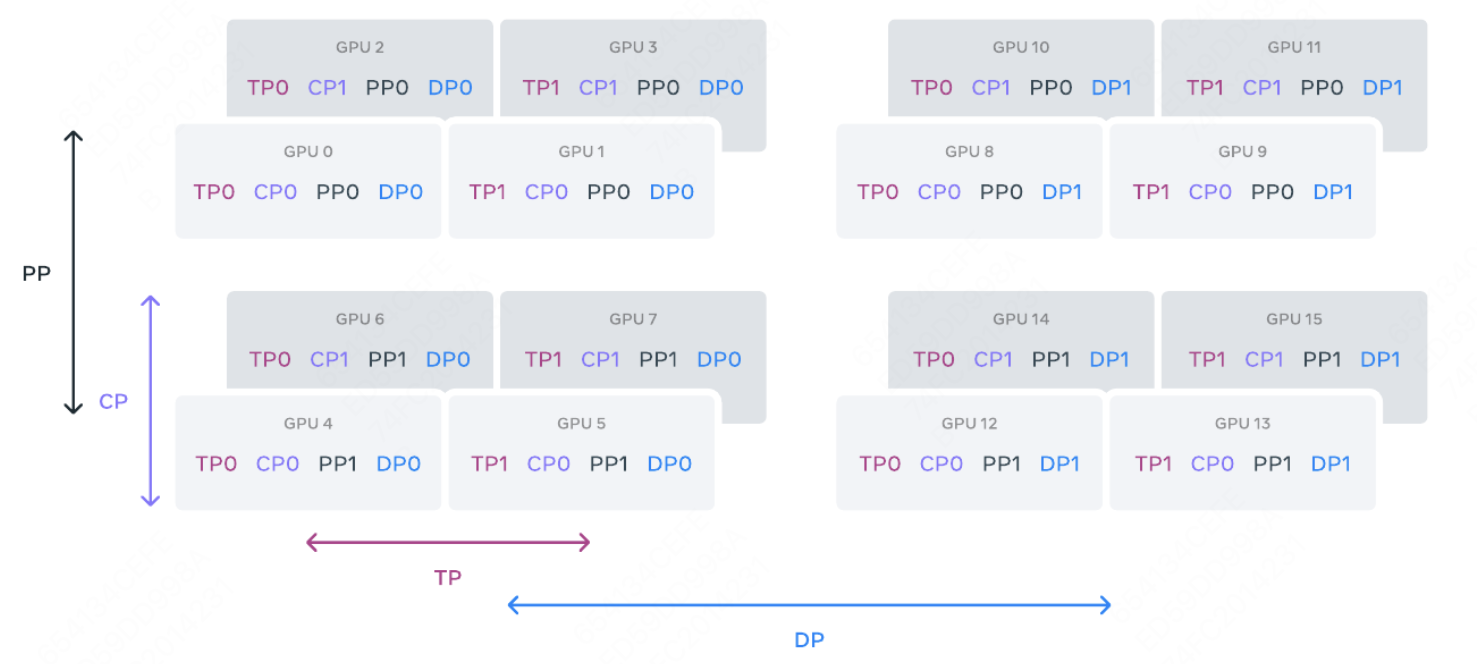 GPU 2 GPU 3 GPU 10 GPU 11
TP0 CP1 PP0 DP0 TP1 CP1 PP0 DP0 TP0 CP1 PP0 DP1 TP1 CP1 PP0 DP1
GPU 0 GPU 1 GPU 8 GPU 9
TP0 CP0 PP0 DP0 TP1 CP0 PP0 DP0 TP0 CP0 PP0 DP1 TP1 CP0 PP0 DP1
PP
GPU 6 GPU 7 GPU 14 GPU 15
TP0 CP1 PP1 DP0 TP1 CP1 PP1 DP0 TP0 CP1 PP1 DP1 TP1 CP1 PP1 DP1
CP
GPU 4 GPU 5 GPU 12 GPU 13
TP0 CP0 PP1 DP0 TP1 CP0 PP1 DP0 TP0 CP0 PP1 DP1 TP1 CP0 PP1 DP1
TP
DP